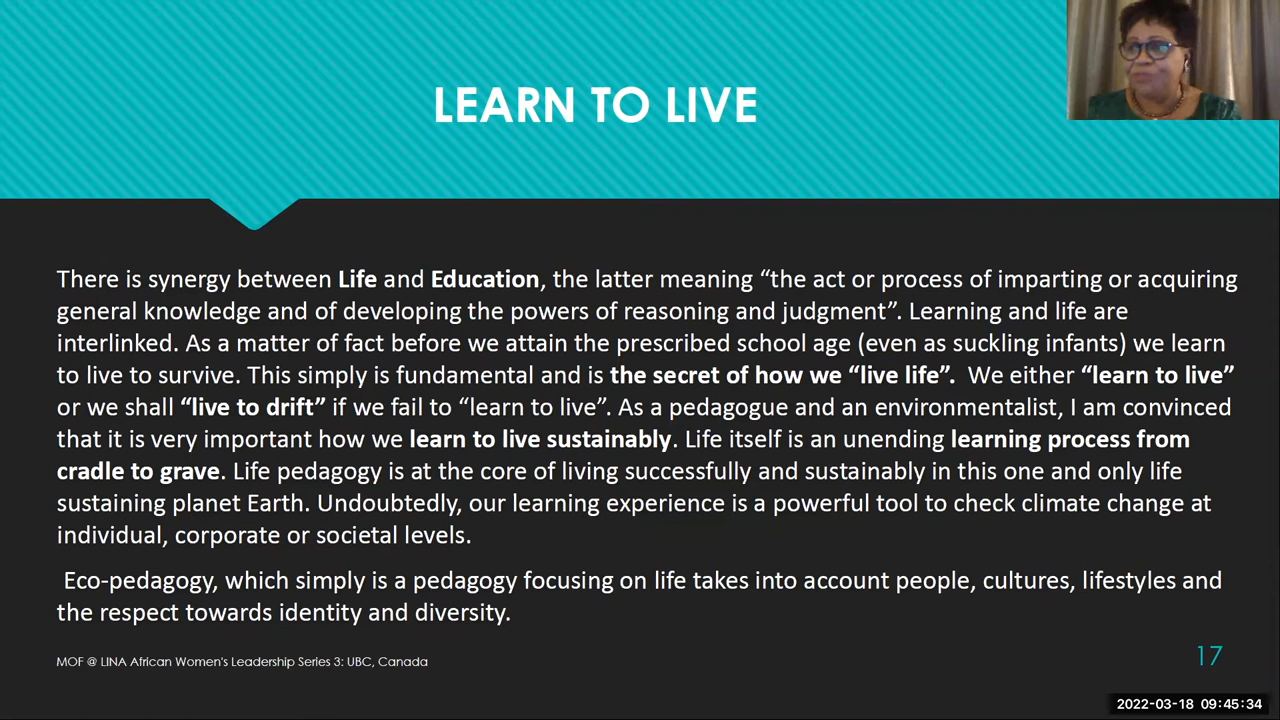 LEARN TO LIVE
There is synergy between Life and Education, the latter meaning “the act or process of imparting or acquiring
general knowledge and of developing the powers of reasoning and judgment”. Learning and life are
interlinked. As a matter of fact before we attain the prescribed school age (even as suckling infants) we learn
to live to survive. This simply is fundamental and is the secret of how we “live life”. We either “learn to live”
or we shall “live to drift” if we fail to “learn to live”. As a pedagogue and an environmentalist, I am convinced
that it is very important how we learn to live sustainably. Life itself is an unending learning process from
cradle to grave. Life pedagogy is at the core of living successfully and sustainably in this one and only life
sustaining planet Earth. Undoubtedly, our learning experience is a powerful tool to check climate change at
individual, corporate or societal levels.
Eco-pedagogy, which simply is a pedagogy focusing on life takes into account people, cultures, lifestyles and
the respect towards identity and diversity.
MOF @ LINA African Women's Leadership Series 3: UBC, Canada
17
2022-03-18 09:45:34